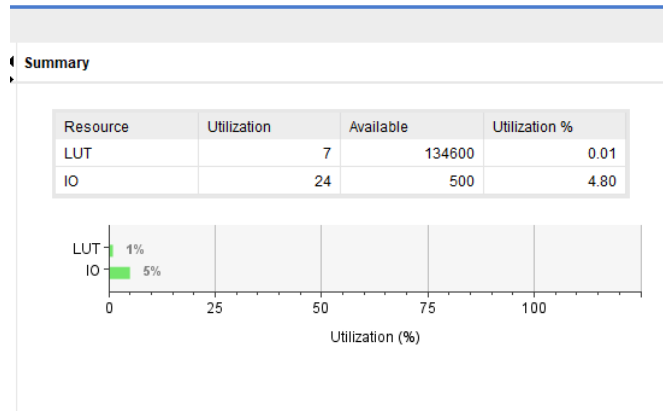 Summary
Resource Utilization Available Utilization %
LUT 7 134600 0.01
IO 24 500 4.80
LUT 1%
IO 5%
0 25 50 75 100
Utilization (%)